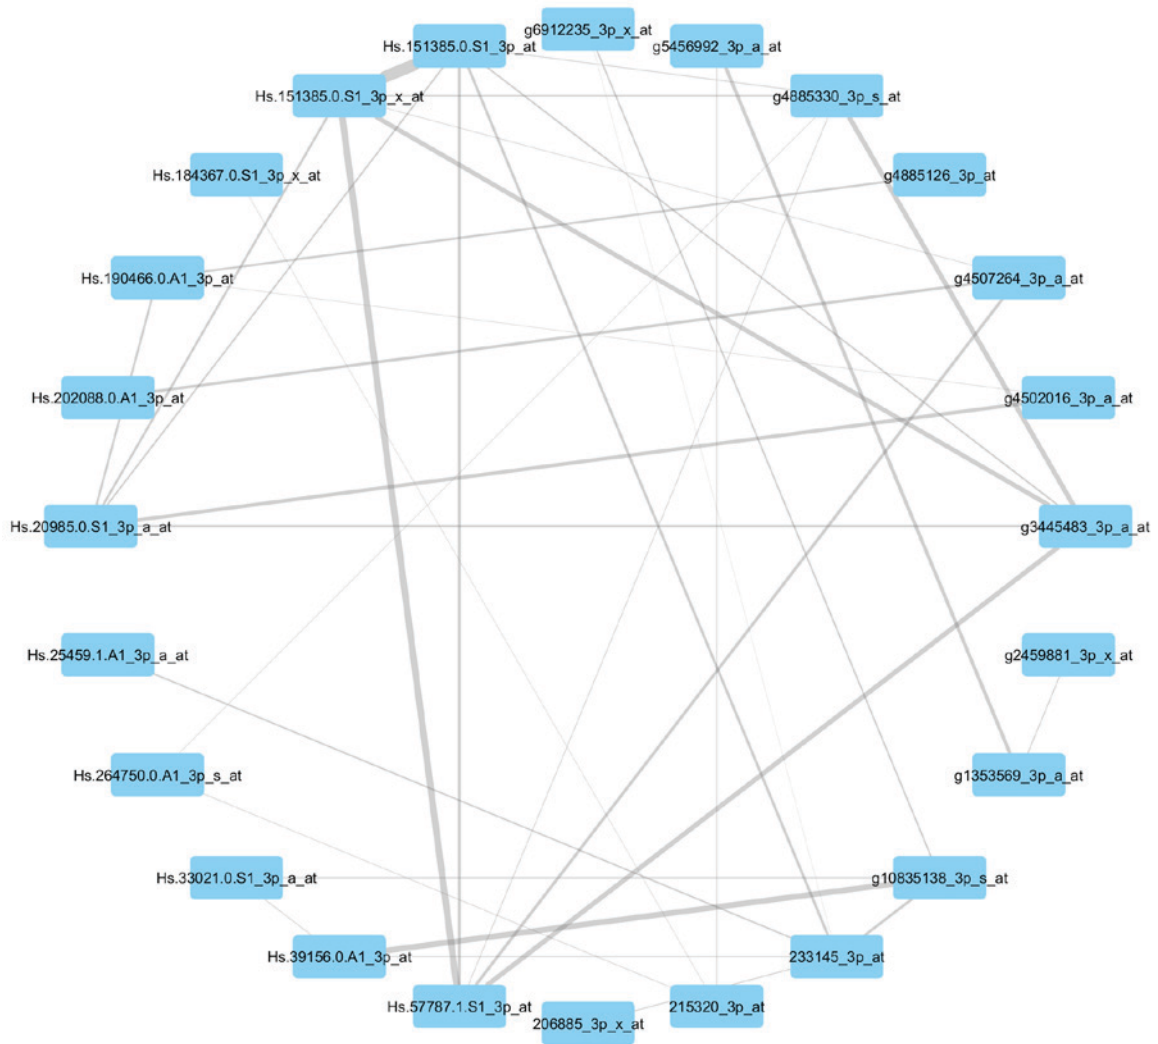 g6912235_3p_x_at
Hs.151385.0.S1_3p_at
g5456992_3p_a_at
Hs.151385.0.S1_3p_x_at
g4885330_3p_s_at
Hs.184367.0.S1_3p_x_at
g4885126_3p_at
Hs.190466.0.A1_3p_at
g4507264_3p_a_at
Hs.202088.0.A1_3p_at
g4502016_3p_a_at
Hs.20985.0.S1_3p_a_at
g3445483_3p_a_at
Hs.25459.1.A1_3p_a_at
g2459881_3p_x_at
Hs.264750.0.A1_3p_s_at
g1353569_3p_a_at
Hs.33021.0.S1_3p_a_at
g10835138_3p_s_at
Hs.39156.0.A1_3p_at
233145_3p_at
Hs.57787.1.S1_3p_at
215320_3p_at
206885_3p_x_at